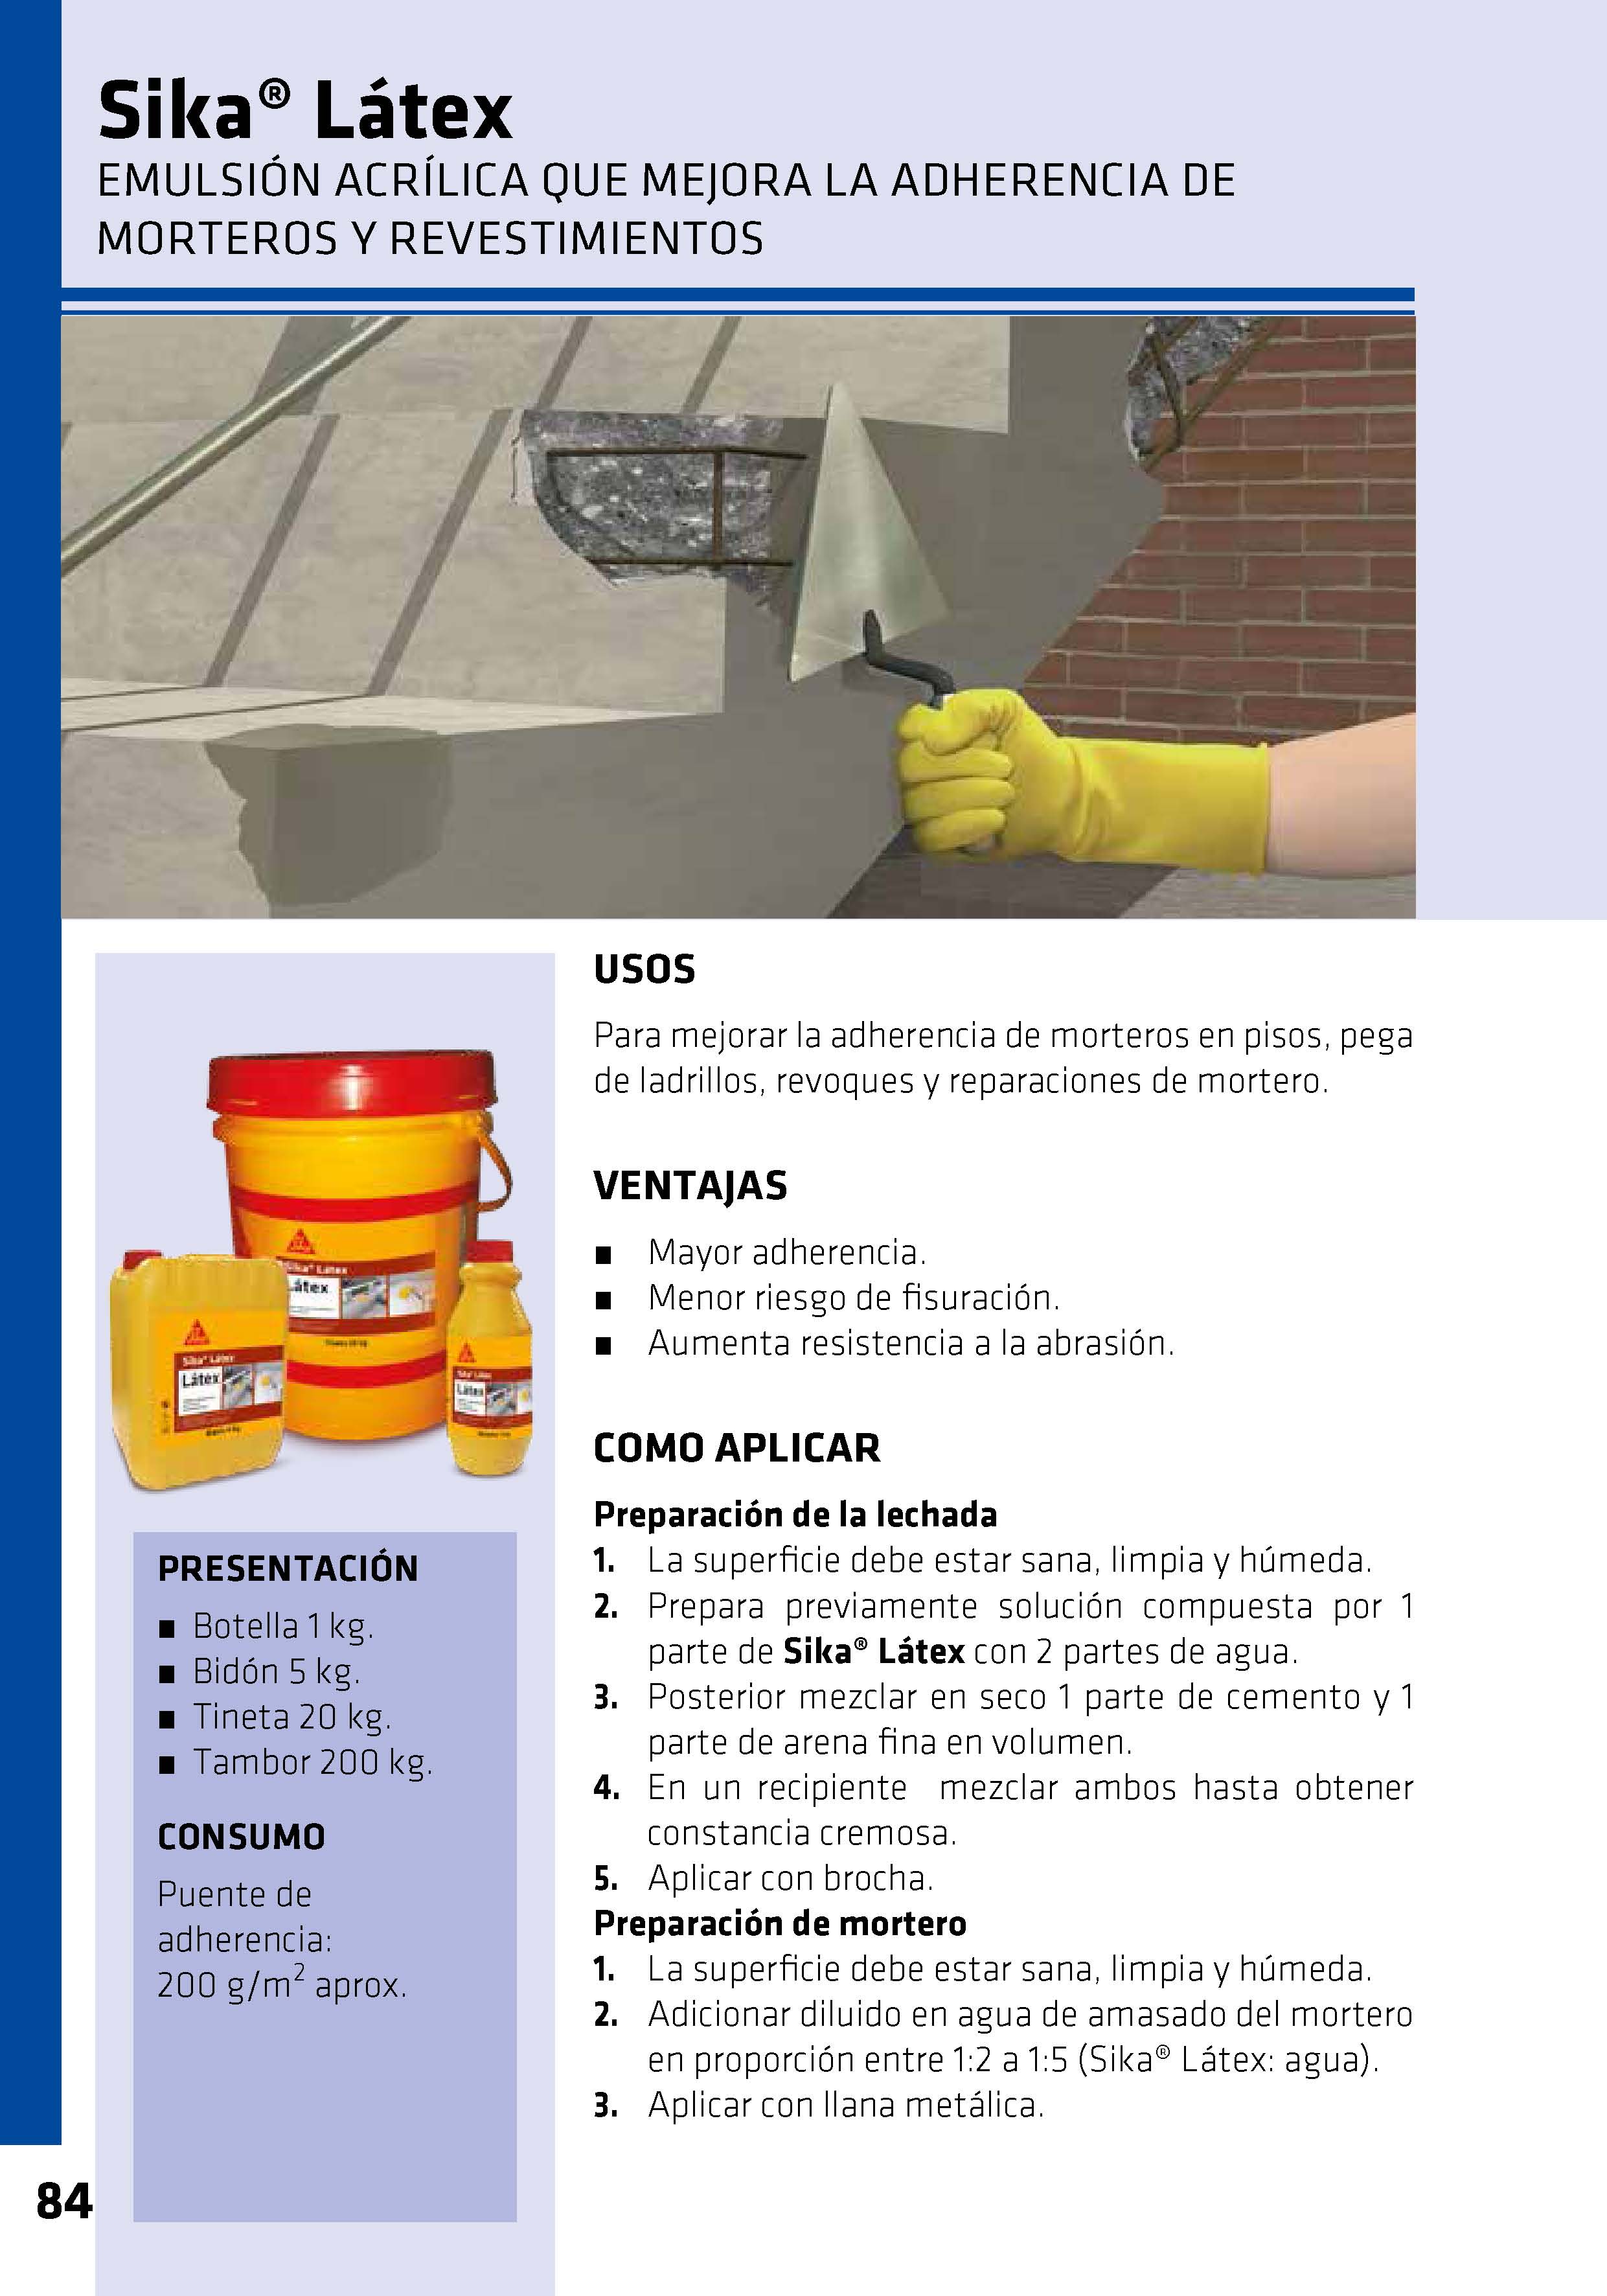 Sika® Látex
EMULSIÓN ACRÍLICA QUE MEJORA LA ADHERENCIA DE
MORTEROS Y REVESTIMIENTOS
Sika® Látex
Látex
Sika® Látex
Látex
Sika® Látex
Látex
PRESENTACIÓN
■ Botella 1 kg.
■ Bidón 5 kg.
■ Tineta 20 kg.
■ Tambor 200 kg.
CONSUMO
Puente de
adherencia:
200 g/m² aprox.
USOS
Para mejorar la adherencia de morteros en pisos, pega
de ladrillos, revoques y reparaciones de mortero.
VENTAJAS
■ Mayor adherencia.
■ Menor riesgo de fisuración.
■ Aumenta resistencia a la abrasión.
COMO APLICAR
Preparación de la lechada
1. La superficie debe estar sana, limpia y húmeda.
2. Prepara previamente solución compuesta por 1
parte de Sika® Látex con 2 partes de agua.
3. Posterior mezclar en seco 1 parte de cemento y 1
parte de arena fina en volumen.
4. En un recipiente mezclar ambos hasta obtener
constancia cremosa.
5. Aplicar con brocha.
Preparación de mortero
1. La superficie debe estar sana, limpia y húmeda.
2. Adicionar diluido en agua de amasado del mortero
en proporción entre 1:2 a 1:5 (Sika® Látex: agua).
3. Aplicar con llana metálica.
84